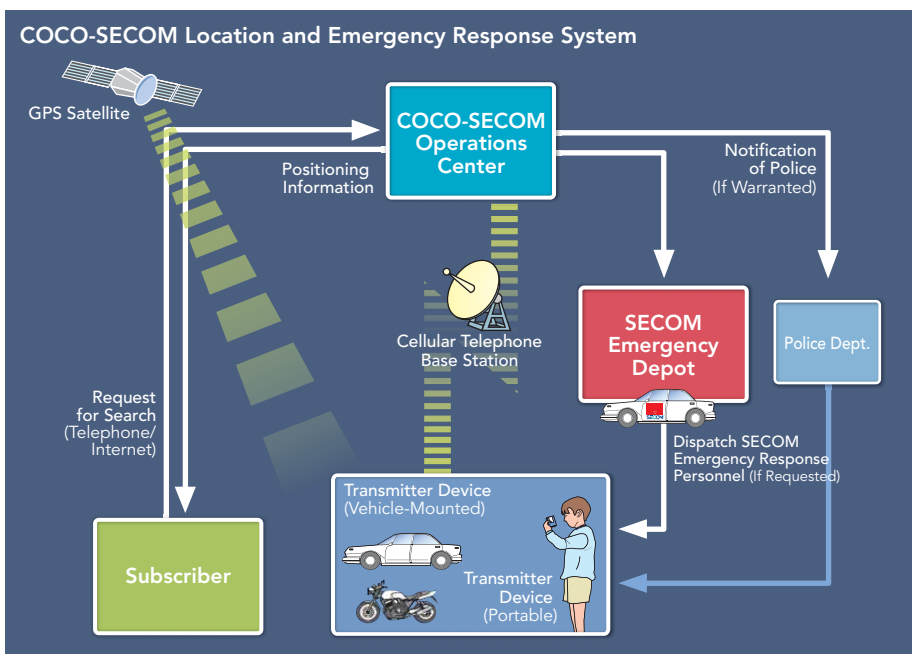 COCO-SECOM Location and Emergency Response System
GPS Satellite
COCO-SECOM
Operations
Center
Positioning
Information
Notification
of Police
(If Warranted)
Cellular Telephone
Base Station
SECOM
Emergency
Depot
Police Dept.
SECOM
Request
for Search
(Telephone/
Internet)
Dispatch SECOM
Emergency Response
Personnel (If Requested)
Transmitter Device
(Vehicle-Mounted)
Subscriber
Transmitter
Device
(Portable)